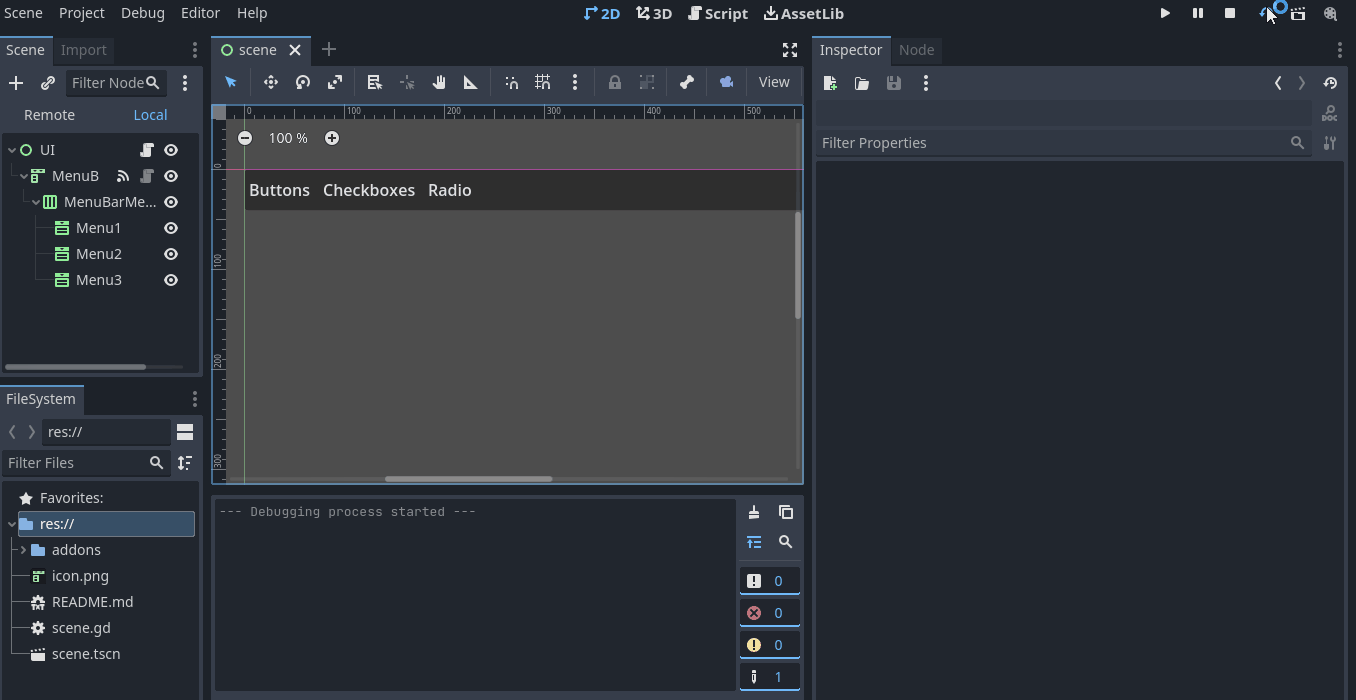 Scene Project Debug Editor Help 2D 3D Script AssetLib
Scene Import
scene
Inspector Node
Filter Node
View
Remote Local
0 100 200 300 400 500
100 %
DOC
UI
Filter Properties
MenuB
MenuBarMe...
Menu1
Menu2
Menu3
Buttons Checkboxes Radio
0
100
200
300
FileSystem
res://
Filter Files
Favorites:
res://
addons
icon.png
README.md
scene.gd
scene.tscn
--- Debugging process started ---
0
0
0
1